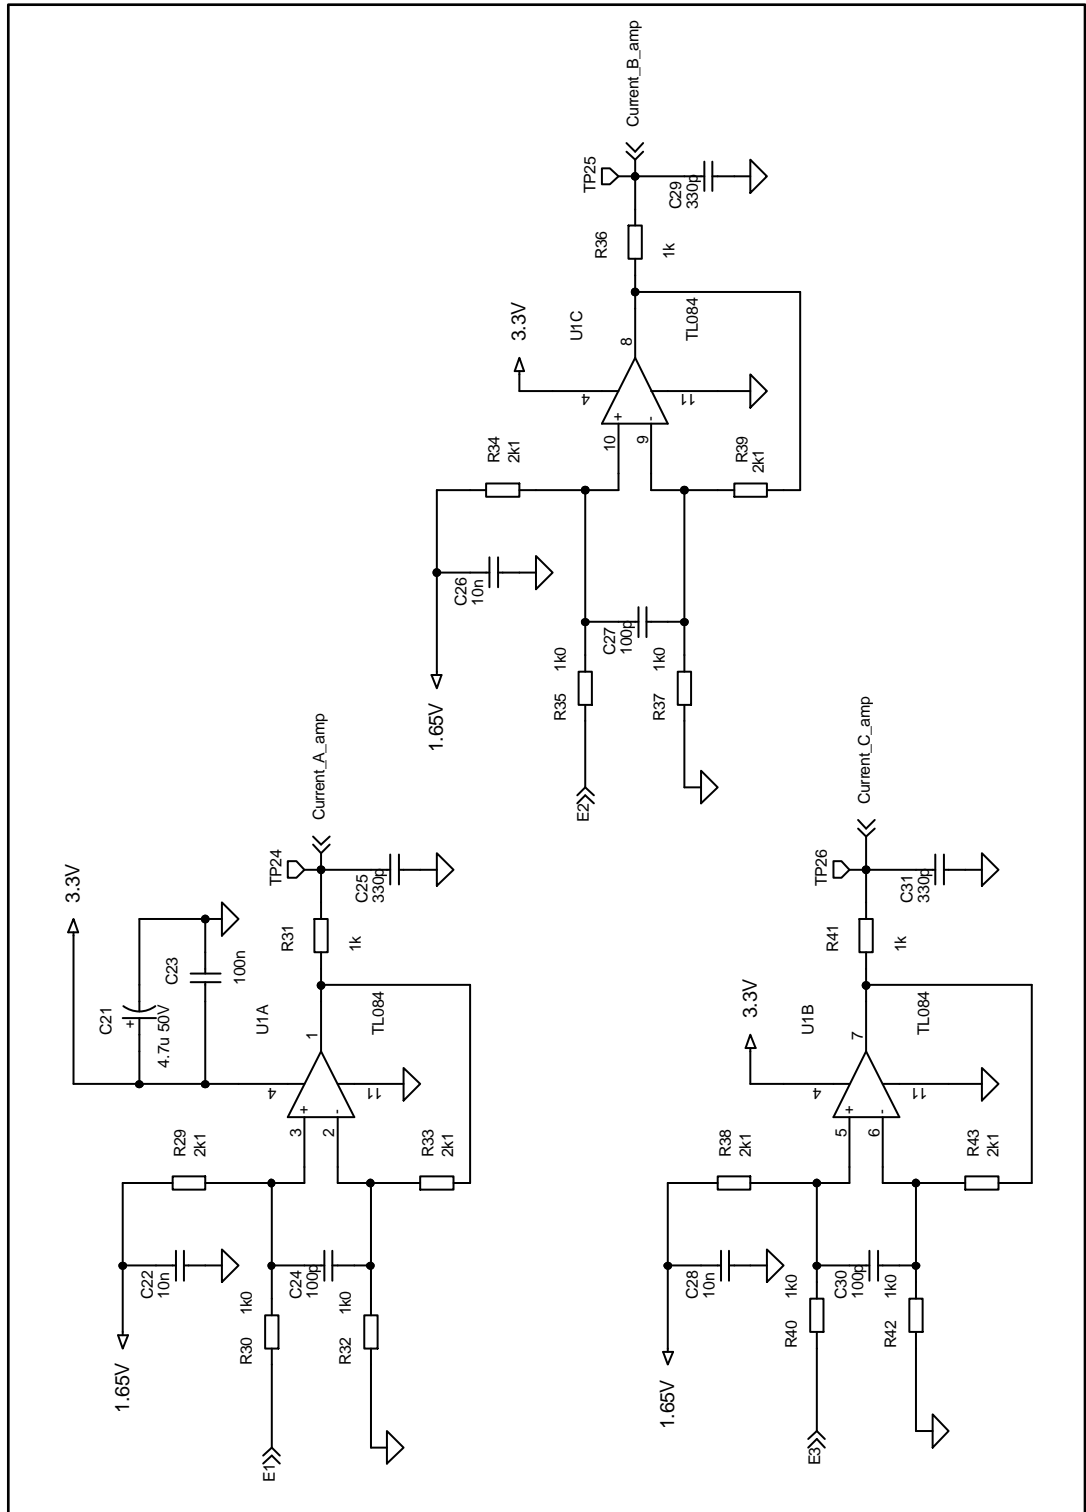 3.3V
C21
4.7u 50V
C23
100n
1.65V
C22
10n
R29
2k1
4
U1A
R31
1k
TP24
Current_A_amp
C25
330p
E1
R30
1k0
C24
100p
3
+
2
-
1
11
TL084
R32
1k0
R33
2k1
1.65V
C26
10n
R34
2k1
3.3V
4
U1C
R36
1k
TP25
Current_B_amp
C29
330p
E2
R35
1k0
C27
100p
10
+
9
-
8
11
TL084
R37
1k0
R39
2k1
1.65V
C28
10n
R38
2k1
3.3V
4
U1B
R41
1k
TP26
Current_C_amp
C31
330p
E3
R40
1k0
C30
100p
5
+
6
-
7
11
TL084
R42
1k0
R43
2k1